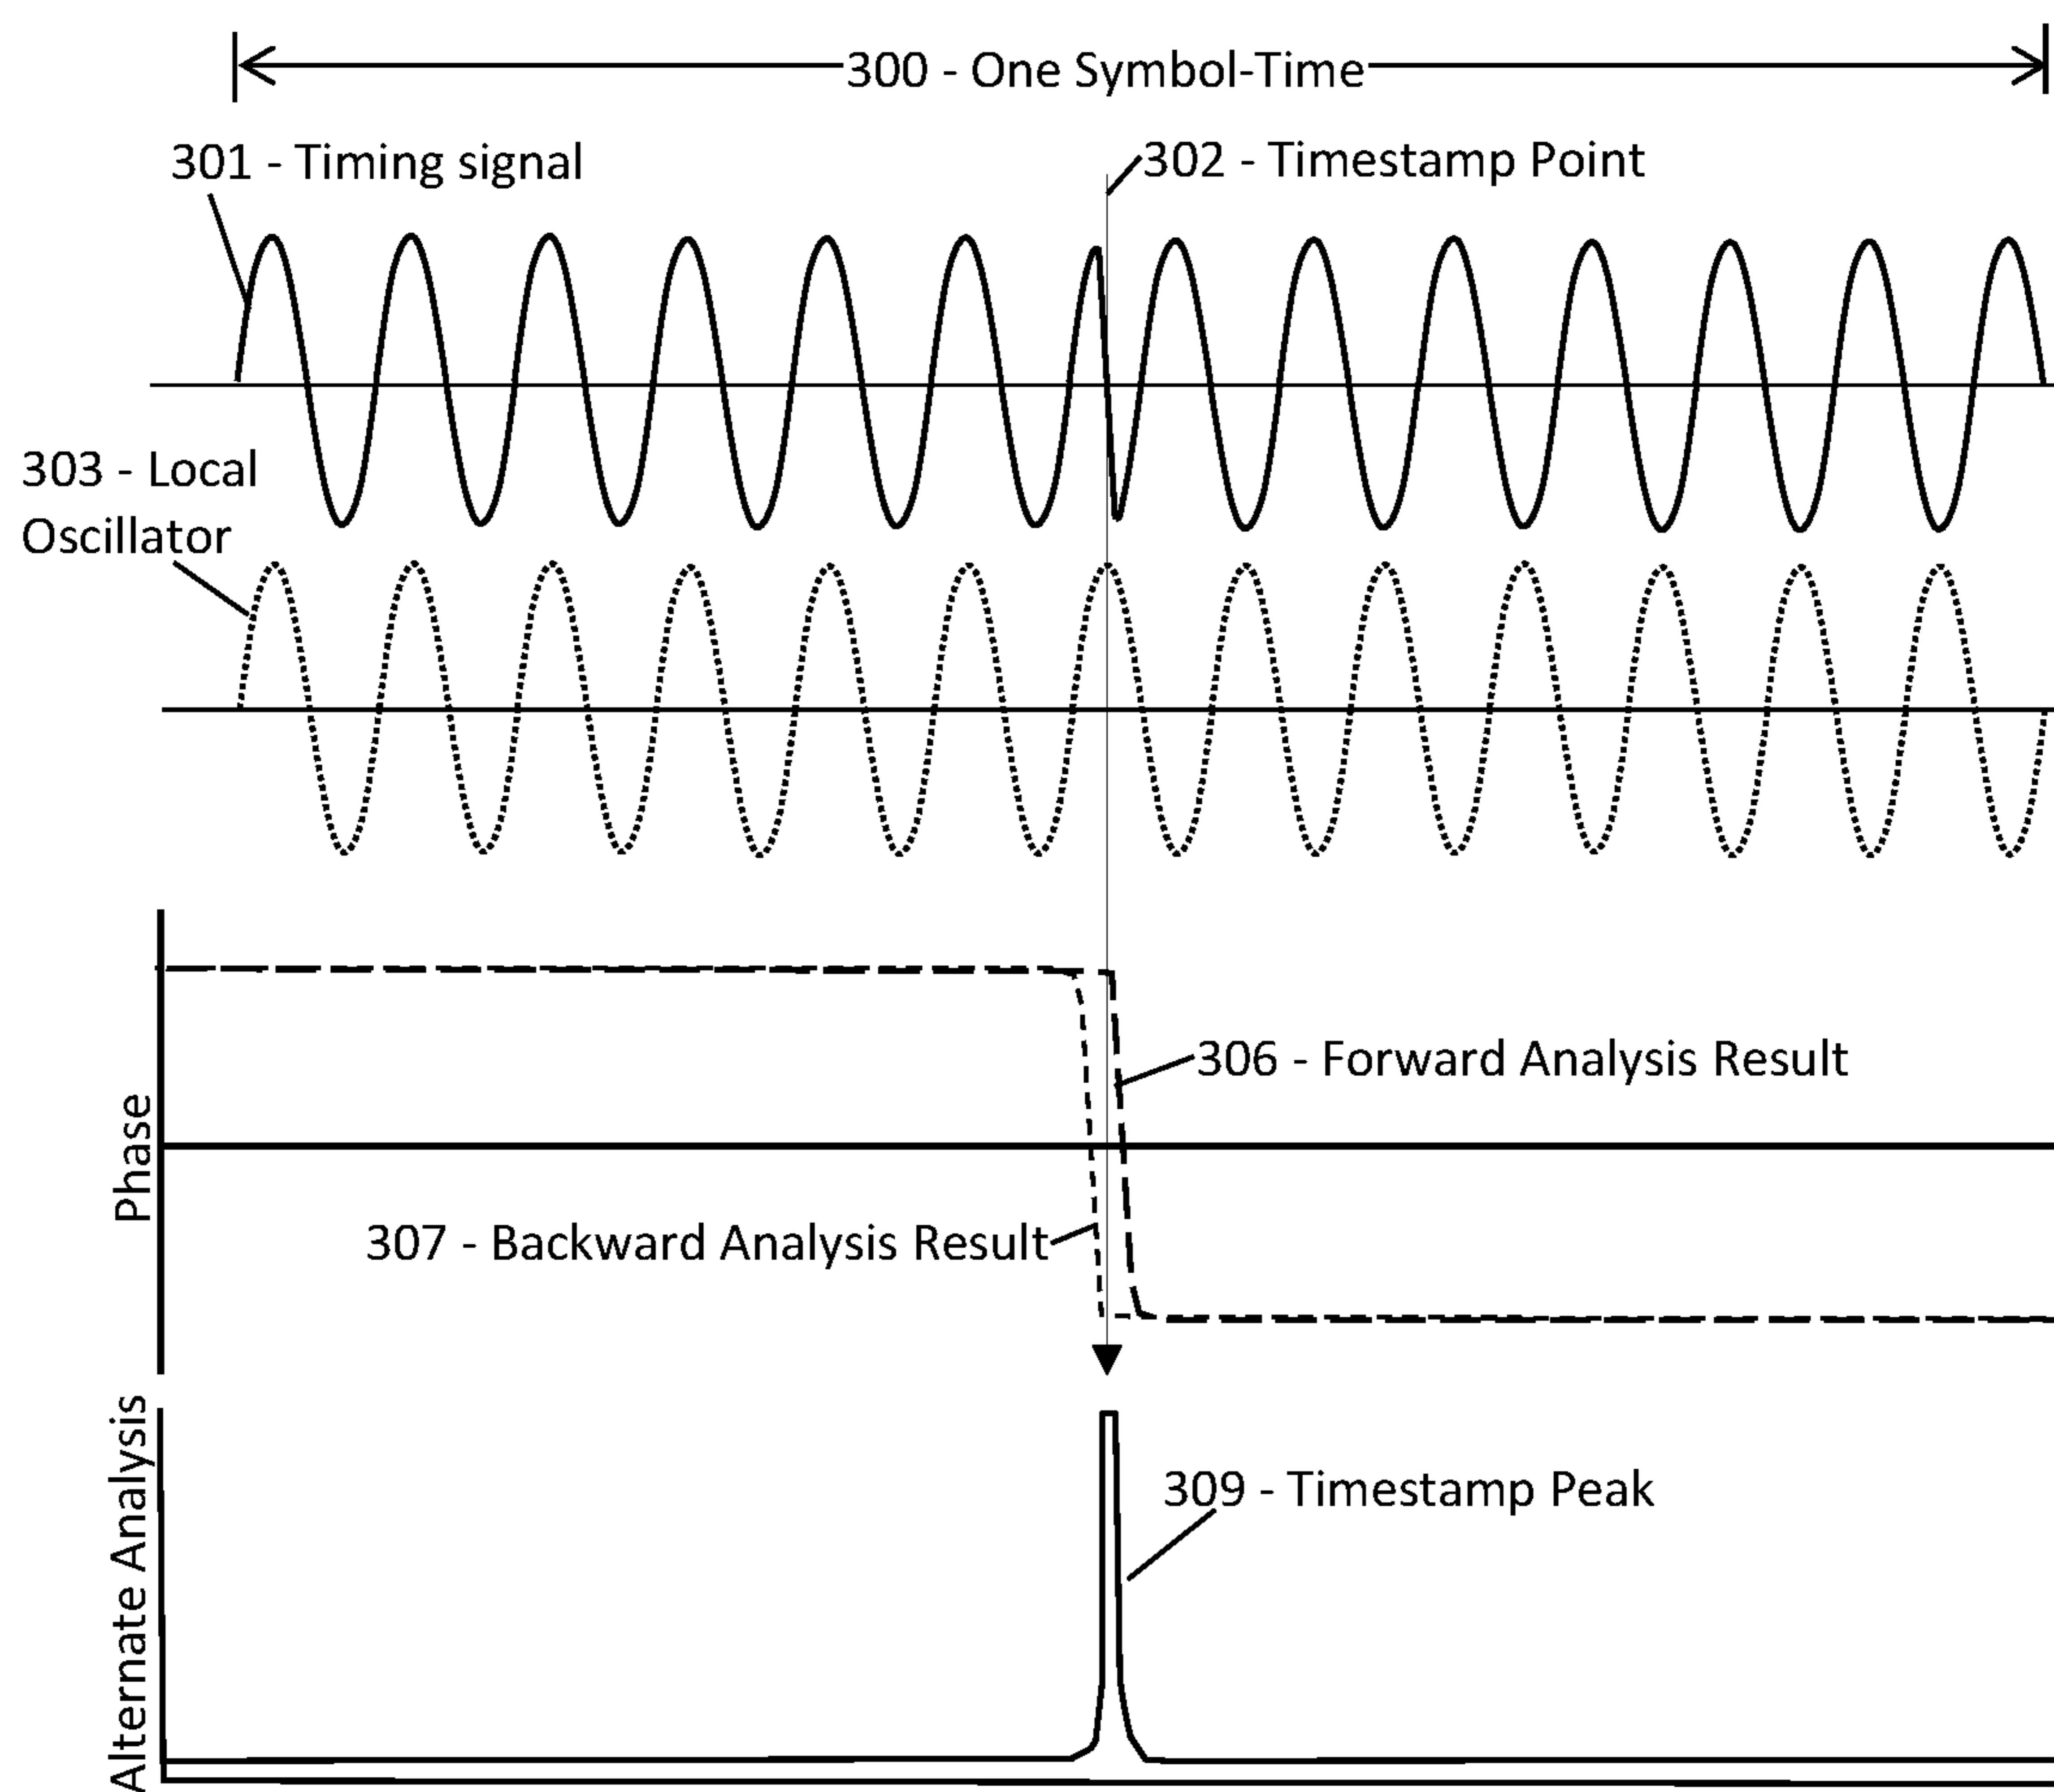 300 - One Symbol-Time
301 - Timing signal
302 - Timestamp Point
303 - Local
Oscillator
Phase
306 - Forward Analysis Result
307 - Backward Analysis Result
Alternate Analysis
309 - Timestamp Peak